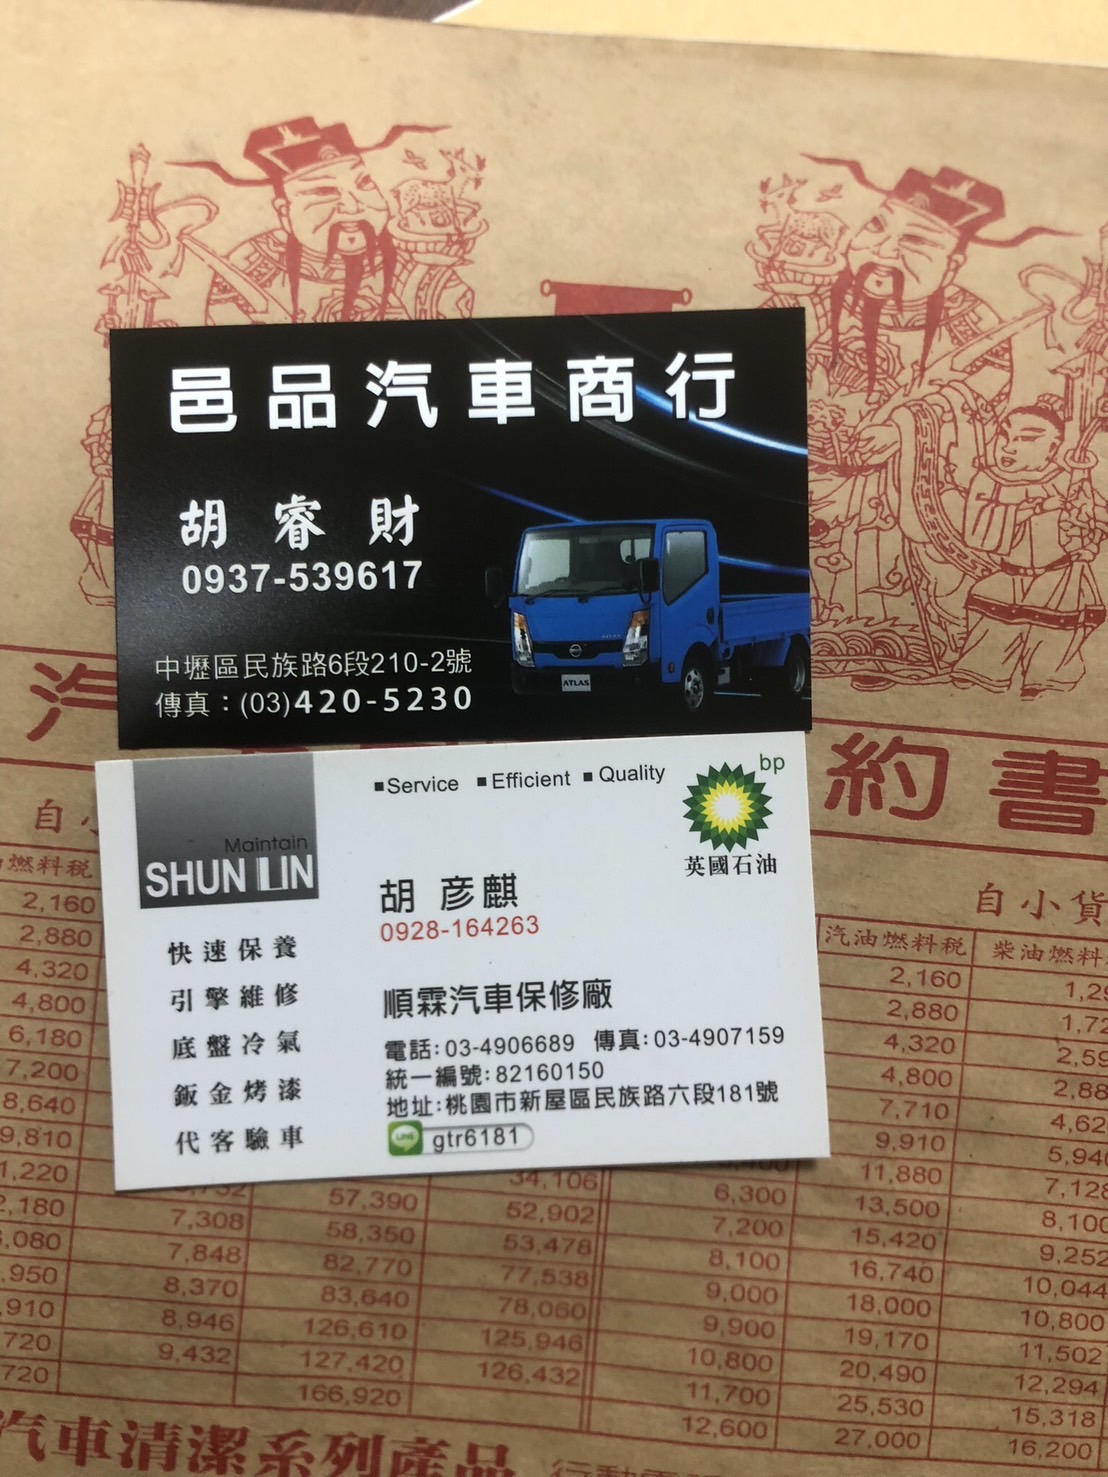 邑品汽車商行
胡睿財
0937-539617
中壢區民族路6段210-2號
傳真：(03)420-5230
ATLAS
Maintain
SHUN LIN
■Service ■Efficient ■Quality
bp
英國石油
胡 彦麒
0928-164263
快速保養
引擎維修
底盤冷氣
鈑金烤漆
代客驗車
順霖汽車保修廠
電話:03-4906689 傳真:03-4907159
統一編號:82160150
地址:桃園市新屋區民族路六段181號
LINE gtr6181
汽
約書
自小
燃料稅
2,160
2,880
4,320
4,800
6,180
7,200
8,640
9,810
自小貨
汽油燃料稅 柴油燃料
2,160
2,880
4,320
4,800
7,710
9,910
11,880
13,500
15,420
16,740
18,000
19,170
20,490
25,530
27,000
10,044
10,800
11,502
12,294
15,318
16,200
7,308
7,848
8,370
8,946
9,432
57,390
58,350
82,770
83,640
126,610
127,420
166,920
34,106
52,902
53,478
77,538
78,060
125,946
126,432
6,300
7,200
8,100
9,000
9,900
10,800
11,700
12,600
汽車清潔系列產品